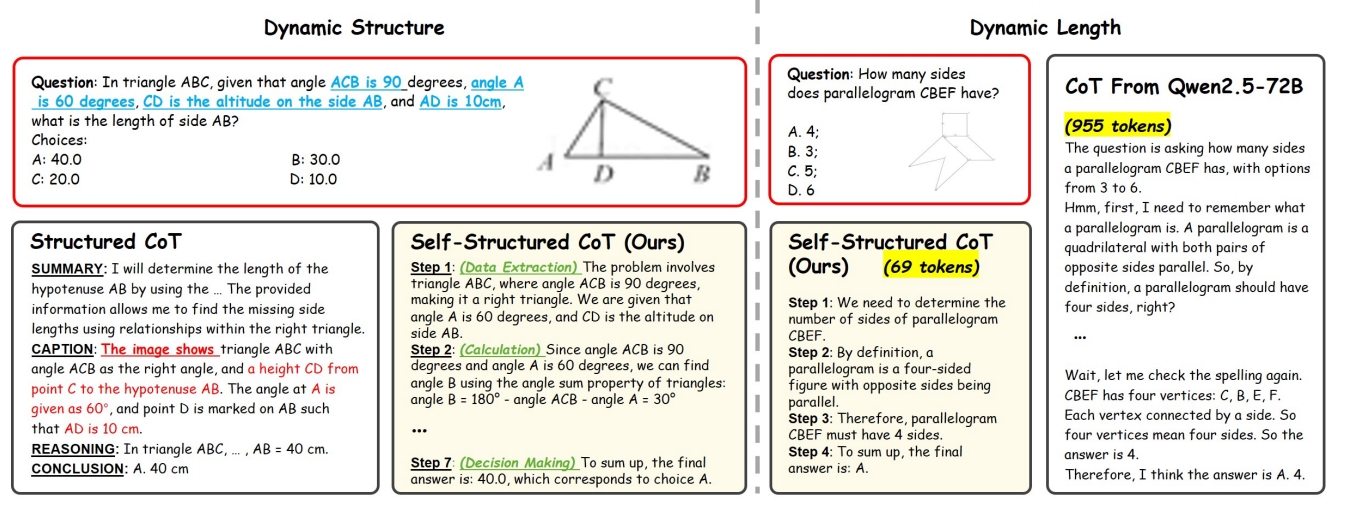 Dynamic Structure
Question: In triangle ABC, given that angle ACB is 90 degrees, angle A
is 60 degrees, CD is the altitude on the side AB, and AD is 10cm,
what is the length of side AB?
Choices:
A: 40.0
B: 30.0
C: 20.0
D: 10.0
C
A
D
B
Structured CoT
SUMMARY: I will determine the length of the
hypotenuse AB by using the … The provided
information allows me to find the missing side
lengths using relationships within the right triangle.
CAPTION: The image shows triangle ABC with
angle ACB as the right angle, and a height CD from
point C to the hypotenuse AB. The angle at A is
given as 60°, and point D is marked on AB such
that AD is 10 cm.
REASONING: In triangle ABC, … , AB = 40 cm.
CONCLUSION: A. 40 cm
Self-Structured CoT (Ours)
Step 1: (Data Extraction) The problem involves
triangle ABC, where angle ACB is 90 degrees,
making it a right triangle. We are given that
angle A is 60 degrees, and CD is the altitude on
side AB.
Step 2: (Calculation) Since angle ACB is 90
degrees and angle A is 60 degrees, we can find
angle B using the angle sum property of triangles:
angle B = 180° - angle ACB - angle A = 30°
…
Step 7: (Decision Making) To sum up, the final
answer is: 40.0, which corresponds to choice A.
Dynamic Length
Question: How many sides
does parallelogram CBEF have?
A. 4;
B. 3;
C. 5;
D. 6
Self-Structured CoT
(Ours) (69 tokens)
Step 1: We need to determine the
number of sides of parallelogram
CBEF.
Step 2: By definition, a
parallelogram is a four-sided
figure with opposite sides being
parallel.
Step 3: Therefore, parallelogram
CBEF must have 4 sides.
Step 4: To sum up, the final
answer is: A.
CoT From Qwen2.5-72B
(955 tokens)
The question is asking how many sides
a parallelogram CBEF has, with options
from 3 to 6.
Hmm, first, I need to remember what
a parallelogram is. A parallelogram is a
quadrilateral with both pairs of
opposite sides parallel. So, by
definition, a parallelogram should have
four sides, right?
…
Wait, let me check the spelling again.
CBEF has four vertices: C, B, E, F.
Each vertex connected by a side. So
four vertices mean four sides. So the
answer is 4.
Therefore, I think the answer is A. 4.